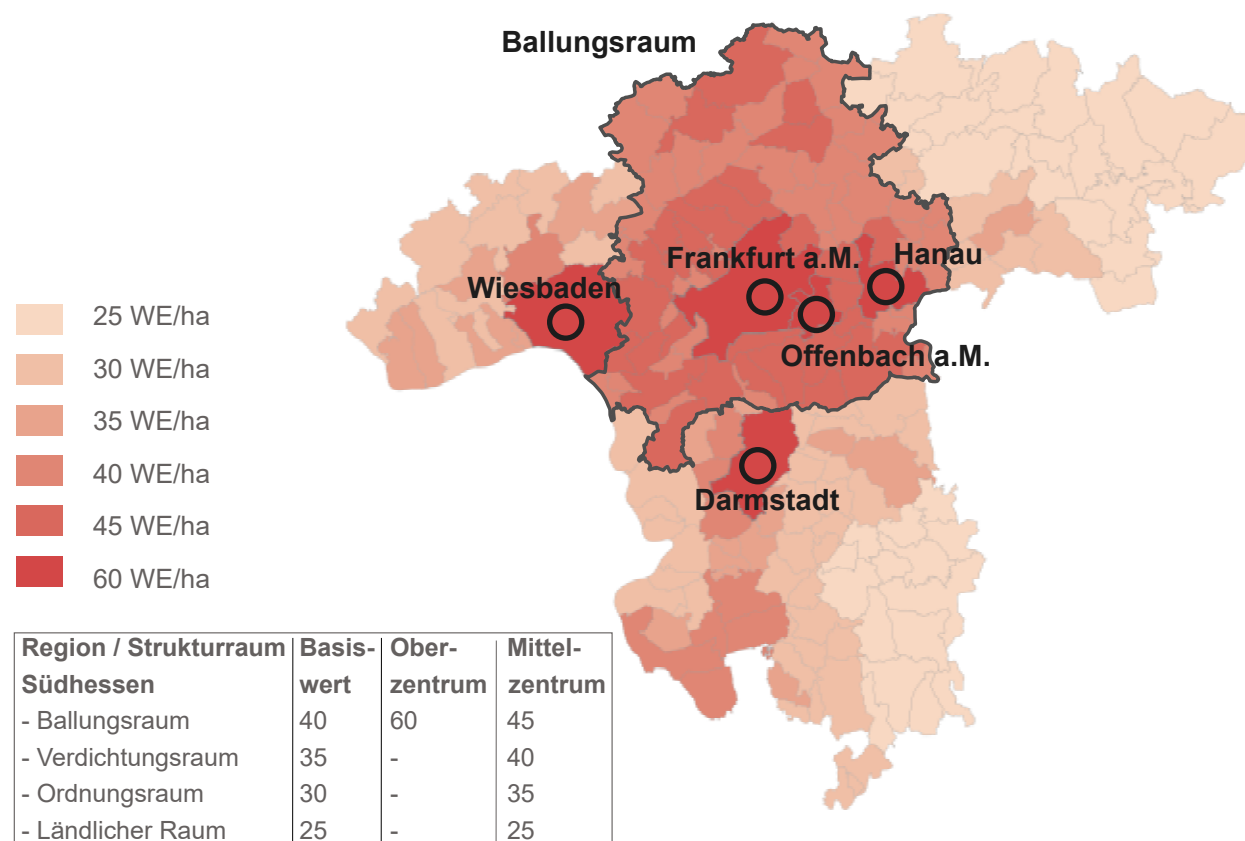 Ballungsraum
Frankfurt a.M.
Hanau
Wiesbaden
Offenbach a.M.
Darmstadt
25 WE/ha
30 WE/ha
35 WE/ha
40 WE/ha
45 WE/ha
60 WE/ha
Region / Strukturraum Basis- Ober- Mittel-
Südhessen wert zentrum zentrum
- Ballungsraum 40 60 45
- Verdichtungsraum 35 - 40
- Ordnungsraum 30 - 35
- Ländlicher Raum 25 - 25